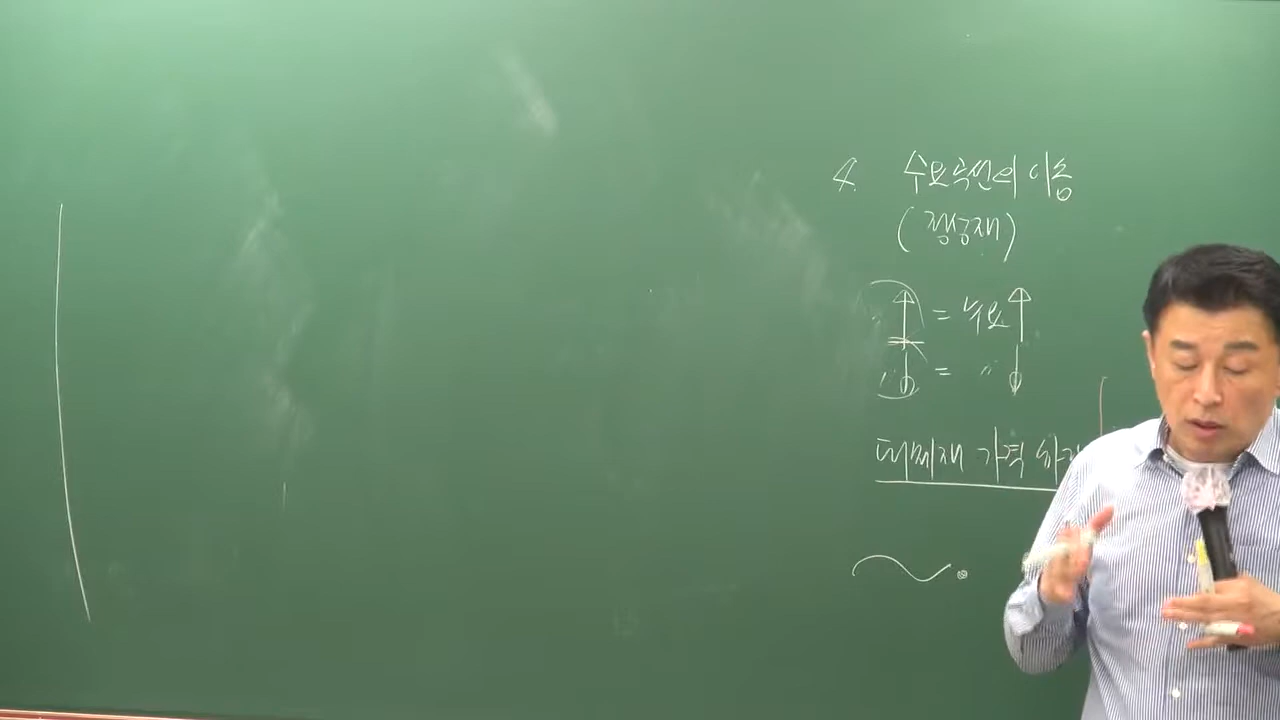 4. 수요곡선의 이동
(정상재)
↑ = 수요↑
↓ = 〃 ↓
대체재 가격 하락